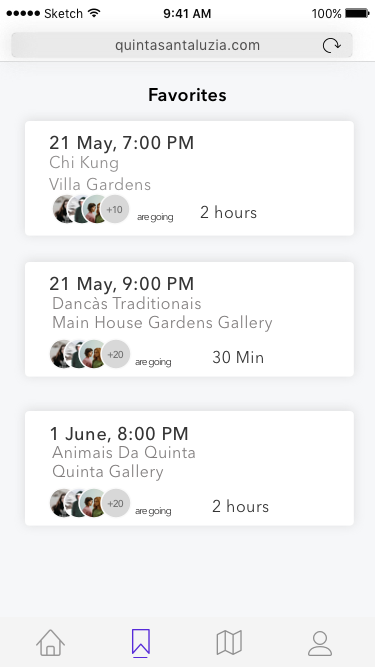 Sketch 9:41 AM 100%
quintasantaluzia.com
Favorites
21 May, 7:00 PM
Chi Kung
Villa Gardens
+10 are going 2 hours
21 May, 9:00 PM
Dancàs Traditionais
Main House Gardens Gallery
+20 are going 30 Min
1 June, 8:00 PM
Animais Da Quinta
Quinta Gallery
+20 are going 2 hours